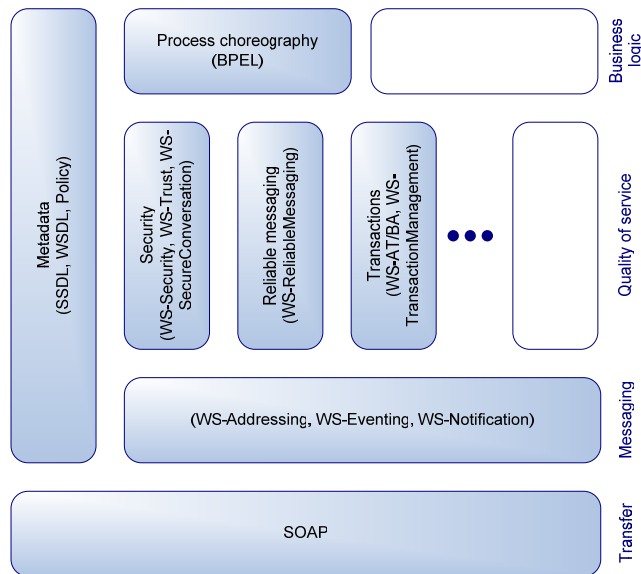 Process choreography
(BPEL)
Business
logic
Metadata
(SSDL, WSDL, Policy)
Security
(WS-Security, WS-Trust, WS-
SecureConversation)
Reliable messaging
(WS-ReliableMessaging)
Transactions
(WS-AT/BA, WS-
TransactionManagement)
Quality of service
(WS-Addressing, WS-Eventing, WS-Notification)
Messaging
SOAP
Transfer